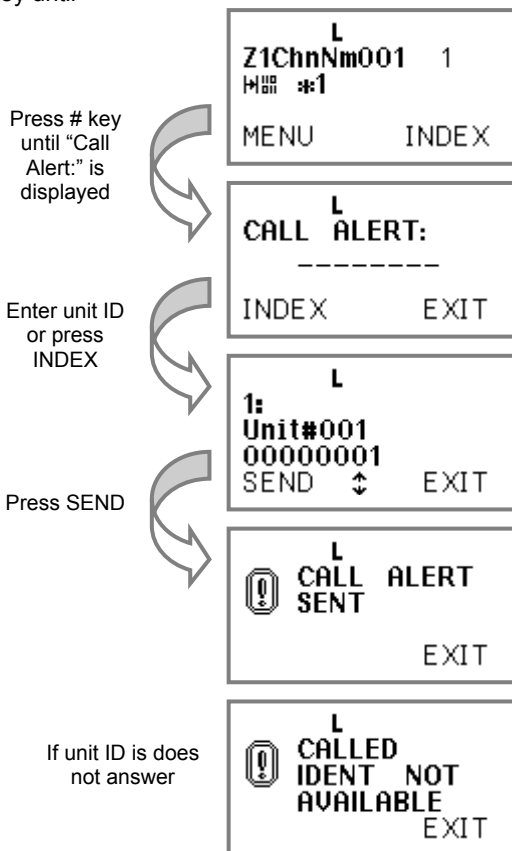 ey until
L
Z1ChnNm001 1
*1
MENU INDEX
Press # key
until “Call
Alert:” is
displayed
L
CALL ALERT:
--------
INDEX EXIT
Enter unit ID
or press
INDEX
L
1:
Unit#001
00000001
SEND EXIT
Press SEND
L
CALL ALERT
SENT
EXIT
If unit ID is does
not answer
L
CALLED
IDENT NOT
AVAILABLE
EXIT